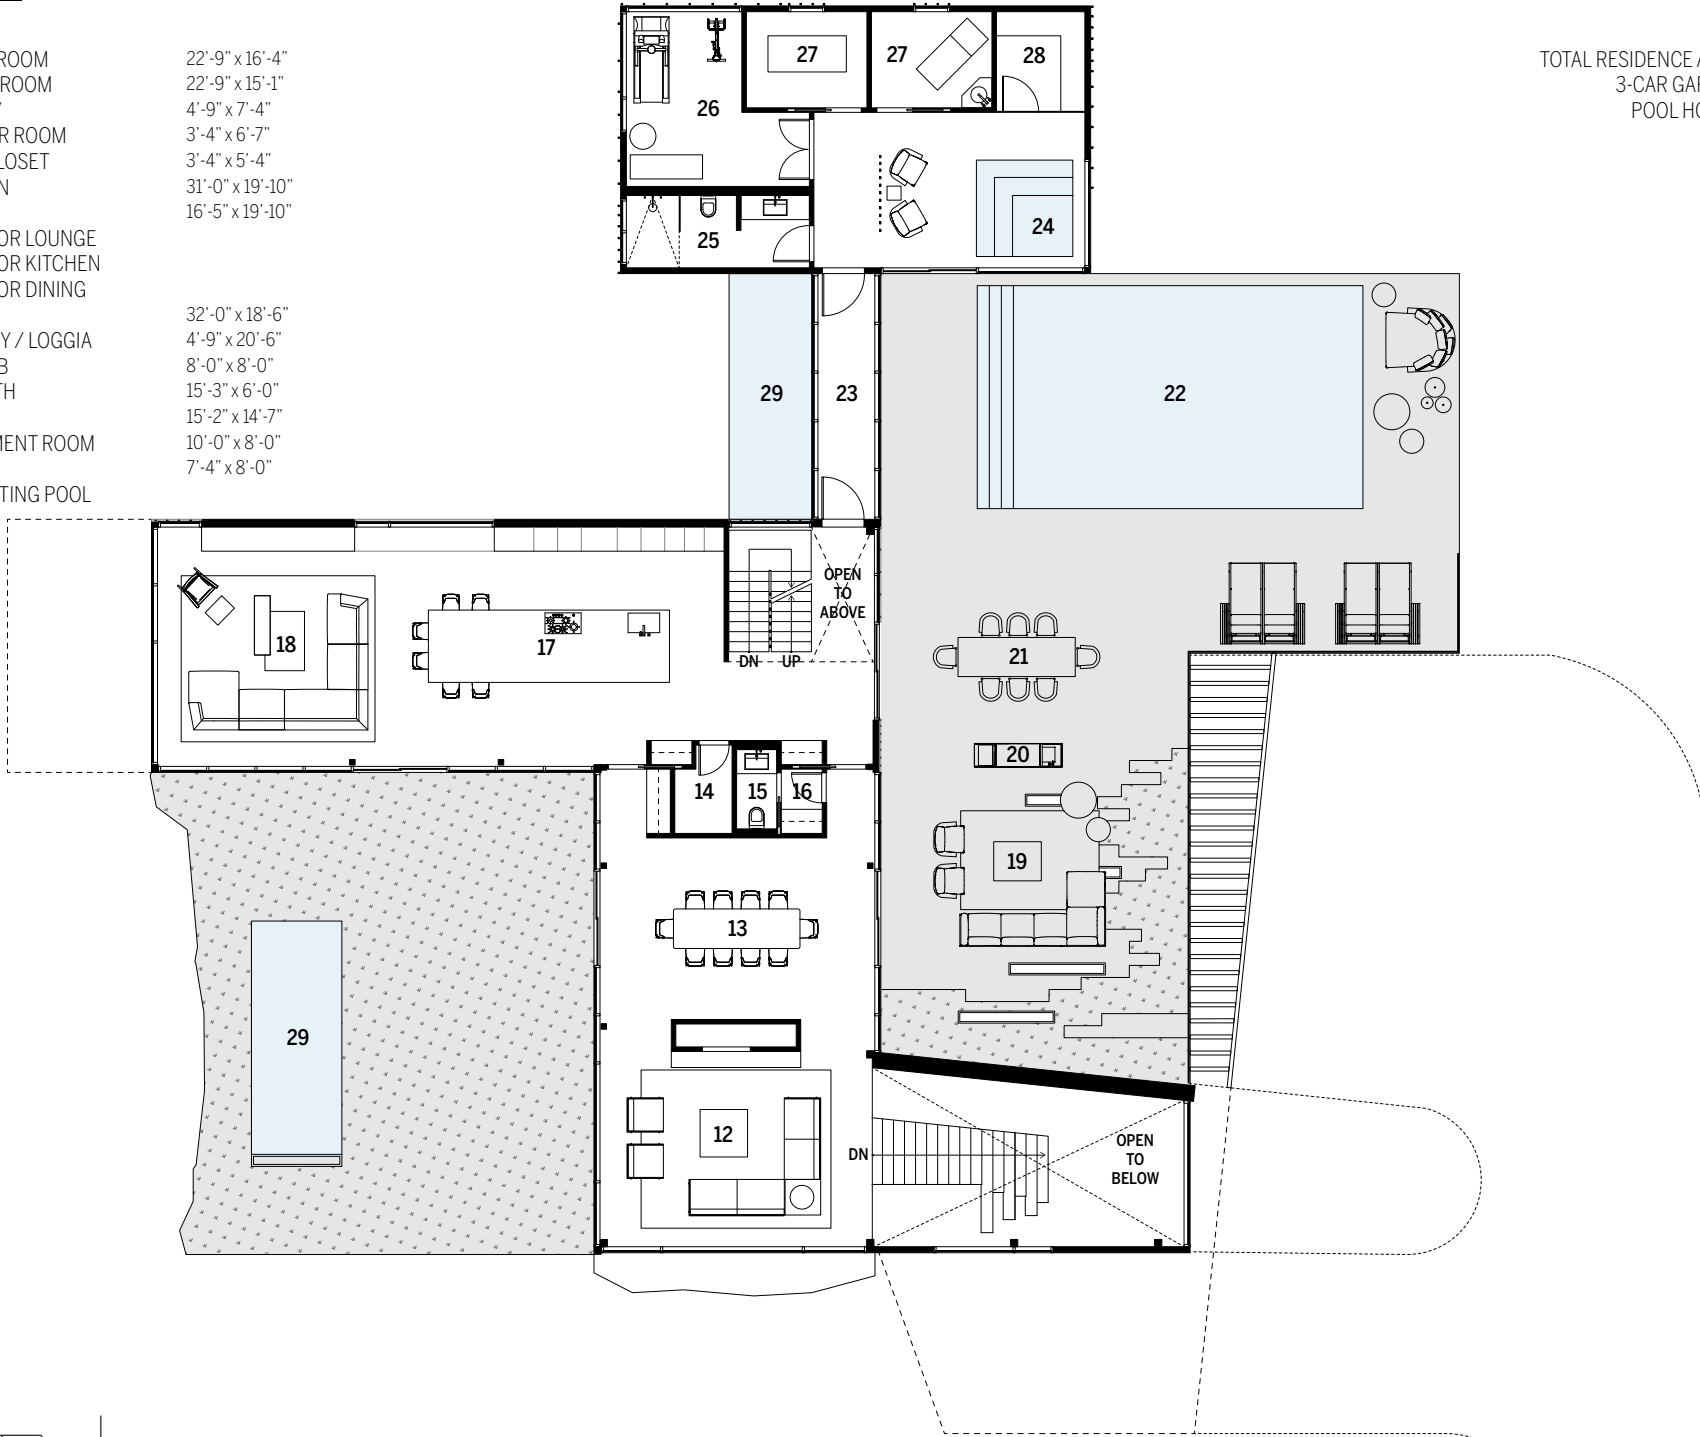 ROOM 22'-9" x 16'-4"
ROOM 22'-9" x 15'-1"
4'-9" x 7'-4"
R ROOM 3'-4" x 6'-7"
LOSET 3'-4" x 5'-4"
N 31'-0" x 19'-10"
16'-5" x 19'-10"
OR LOUNGE
OR KITCHEN
OR DINING
32'-0" x 18'-6"
Y / LOGGIA 4'-9" x 20'-6"
B 8'-0" x 8'-0"
TH 15'-3" x 6'-0"
15'-2" x 14'-7"
MENT ROOM 10'-0" x 8'-0"
7'-4" x 8'-0"
TING POOL
TOTAL RESIDENCE A
3-CAR GAR
POOL HO
27
27
28
26
24
25
29
23
22
OPEN
TO
ABOVE
DN
UP
18
17
21
20
14
15
16
19
13
29
12
DN
OPEN
TO
BELOW